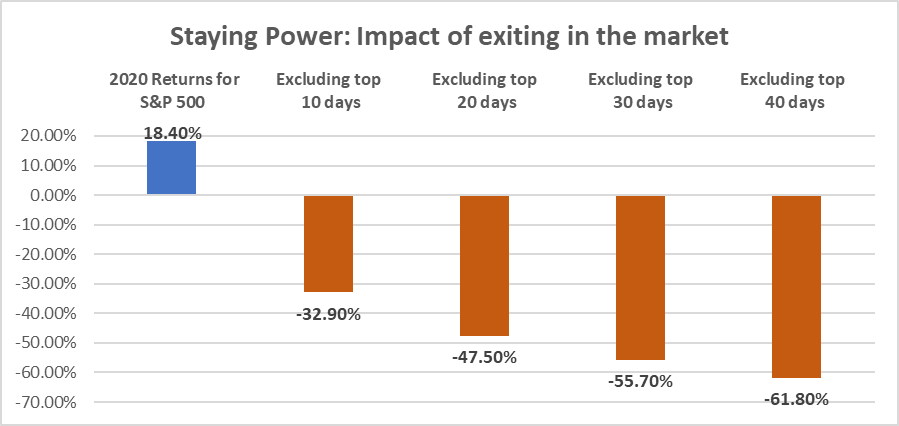 Staying Power: Impact of exiting in the market
2020 Returns for
S&P 500
Excluding top
10 days
Excluding top
20 days
Excluding top
30 days
Excluding top
40 days
20.00%
10.00%
0.00%
-10.00%
-20.00%
-30.00%
-40.00%
-50.00%
-60.00%
-70.00%
18.40%
-32.90%
-47.50%
-55.70%
-61.80%